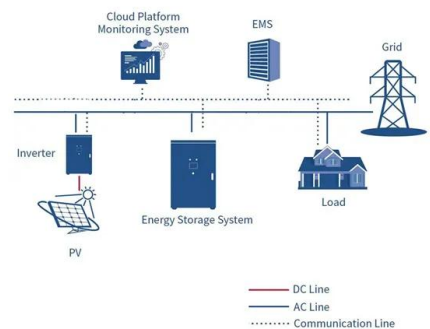 Cloud Platform
Monitoring System
EMS
Grid
Inverter
Energy Storage System
Load
PV
DC Line
AC Line
Communication Line